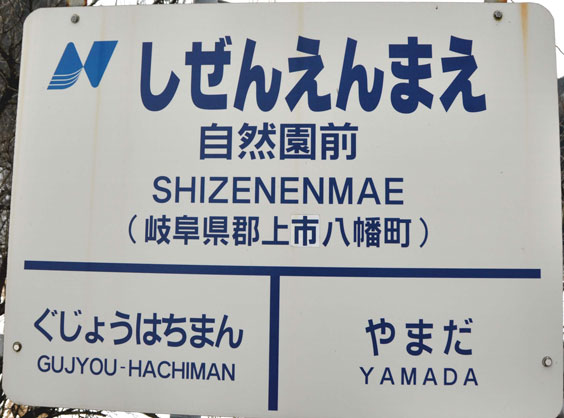 しぜんえんまえ
自然園前
SHIZENENMAE
(岐阜県郡上市八幡町)
ぐじょうはちまん
GUJYOU-HACHIMAN
やまだ
YAMADA